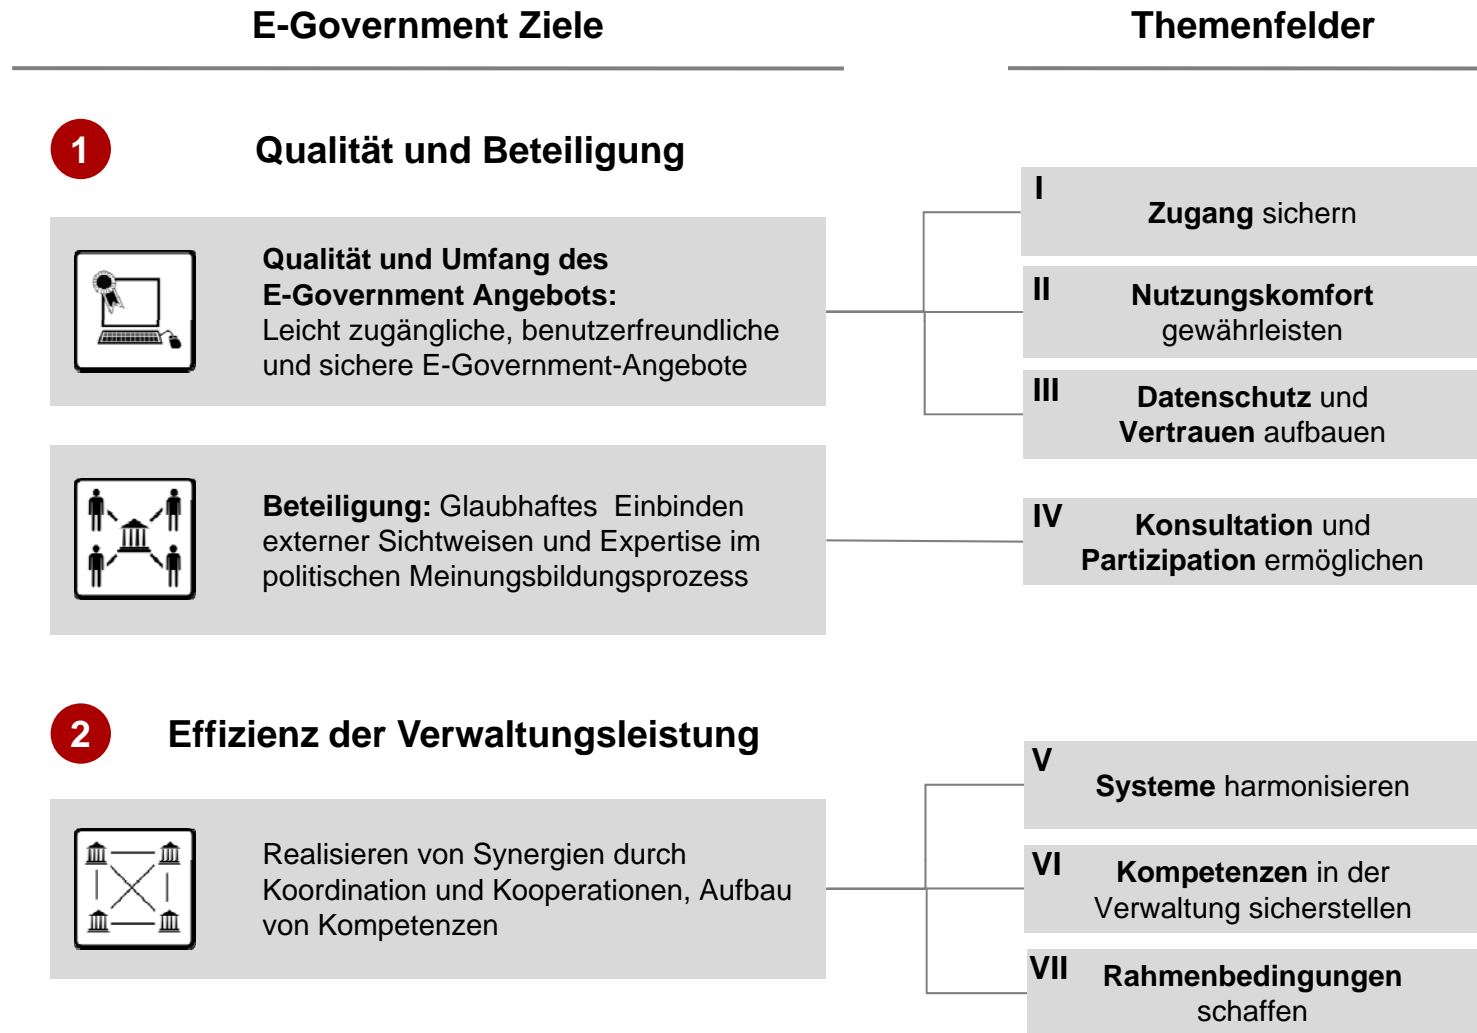 E-Government Ziele
Themenfelder
1
Qualität und Beteiligung
Qualität und Umfang des
E-Government Angebots:
Leicht zugängliche, benutzerfreundliche
und sichere E-Government-Angebote
I
Zugang sichern
II
Nutzungskomfort
gewährleisten
III
Datenschutz und
Vertrauen aufbauen
Beteiligung: Glaubhaftes  Einbinden
externer Sichtweisen und Expertise im
politischen Meinungsbildungsprozess
IV
Konsultation und
Partizipation ermöglichen
2
Effizienz der Verwaltungsleistung
Realisieren von Synergien durch
Koordination und Kooperationen, Aufbau
von Kompetenzen
V
Systeme harmonisieren
VI
Kompetenzen in der
Verwaltung sicherstellen
VII
Rahmenbedingungen
schaffen